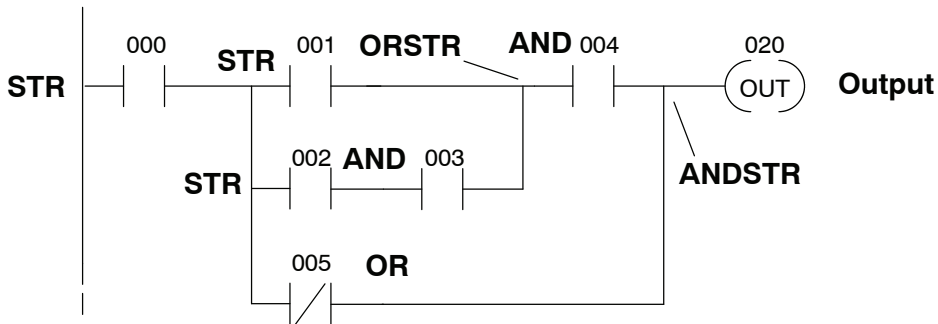 000
001
ORSTR
AND
004
020
STR
STR
OUT
Output
002
AND
003
STR
ANDSTR
005
OR